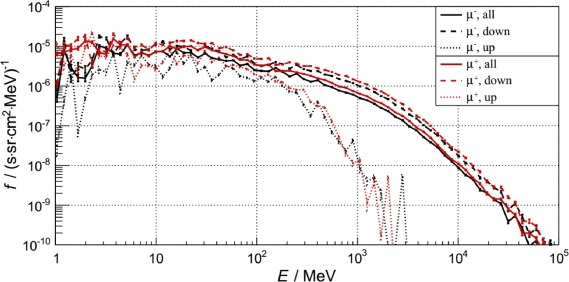 f / (s·sr·cm²·MeV)⁻¹
10⁻⁴
10⁻⁵
10⁻⁶
10⁻⁷
10⁻⁸
10⁻⁹
10⁻¹⁰
μ⁻, all
μ⁻, down
μ⁻, up
μ⁺, all
μ⁺, down
μ⁺, up
1 10 10² 10³ 10⁴ 10⁵
E / MeV